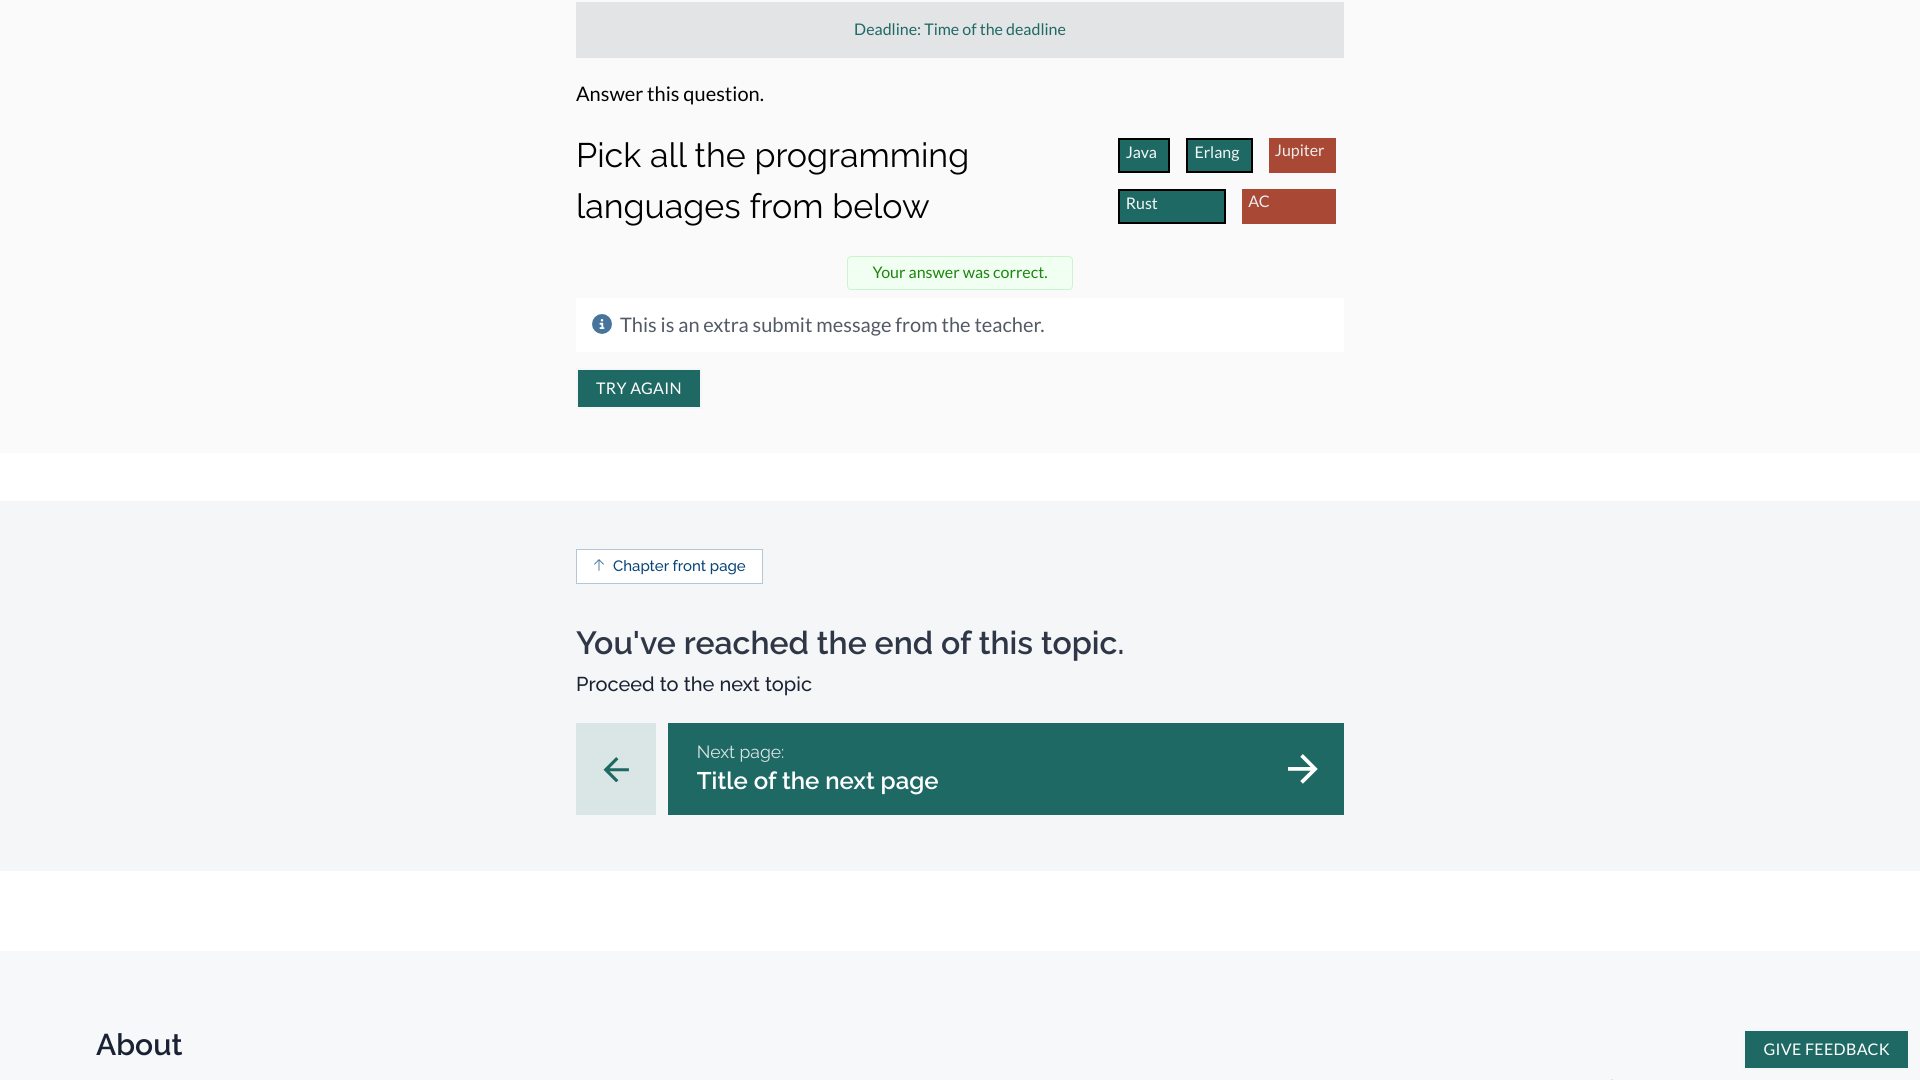 Deadline: Time of the deadline
Answer this question.
Pick all the programming
languages from below
Java
Erlang
Jupiter
Rust
AC
Your answer was correct.
This is an extra submit message from the teacher.
TRY AGAIN
Chapter front page
You've reached the end of this topic.
Proceed to the next topic
Next page:
Title of the next page
About
GIVE FEEDBACK